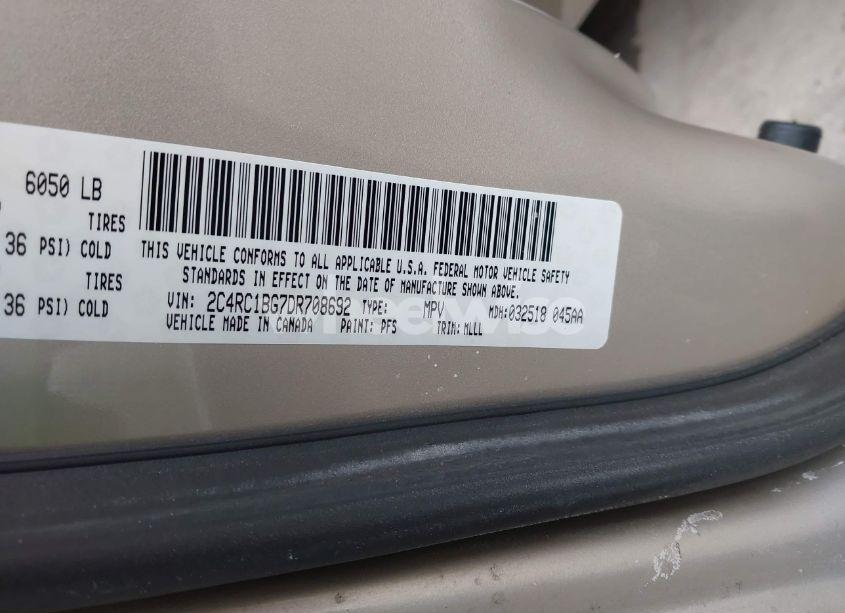 6050 LB
TIRES
36 PSI) COLD
TIRES
36 PSI) COLD
THIS VEHICLE CONFORMS TO ALL APPLICABLE U.S.A. FEDERAL MOTOR VEHICLE SAFETY
STANDARDS IN EFFECT ON THE DATE OF MANUFACTURE SHOWN ABOVE.
VIN: 2C4RC1BG7DR708692 TYPE: MPV MDH:032518 045AA
VEHICLE MADE IN CANADA PAINT: PFS TRIM: MLLL
wheelwise